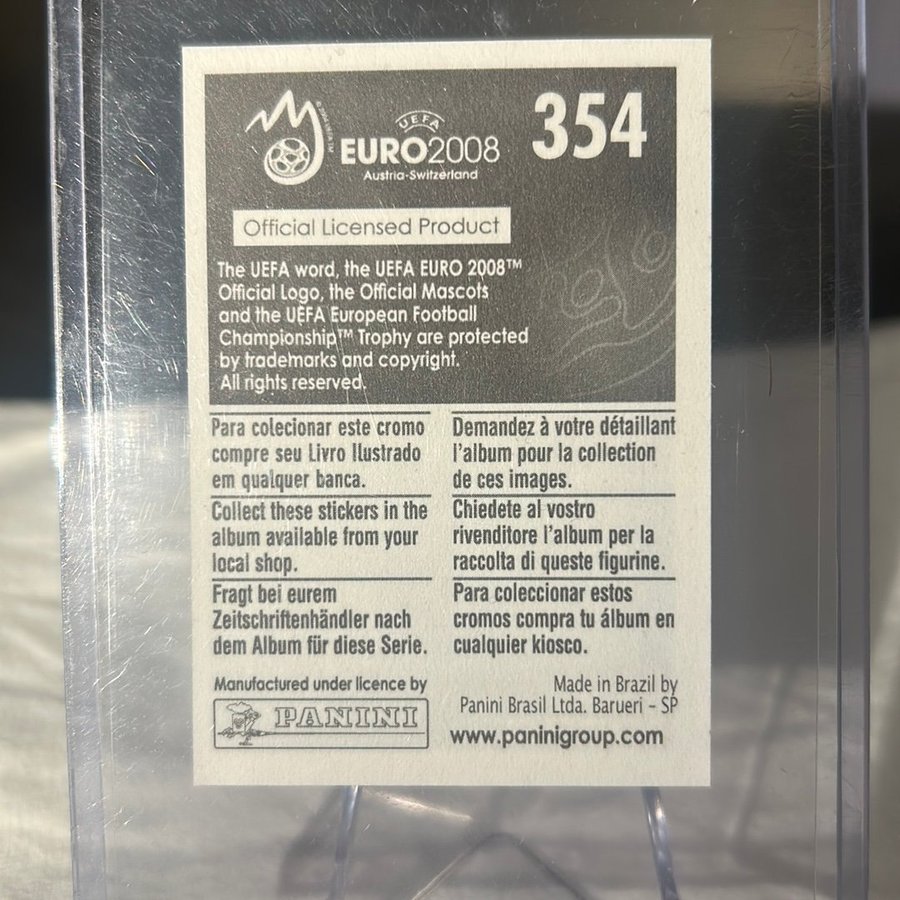 UEFA
EURO2008
Austria-Switzerland
354
Official Licensed Product
The UEFA word, the UEFA EURO 2008™
Official Logo, the Official Mascots
and the UEFA European Football
Championship™ Trophy are protected
by trademarks and copyright.
All rights reserved.
Para colecionar este cromo
compre seu Livro Ilustrado
em qualquer banca.
Collect these stickers in the
album available from your
local shop.
Fragt bei eurem
Zeitschriftenhändler nach
dem Album für diese Serie.
Demandez à votre détaillant
l'album pour la collection
de ces images.
Chiedete al vostro
rivenditore l'album per la
raccolta di queste figurine.
Para coleccionar estos
cromos compra tu álbum en
cualquier kiosco.
Manufactured under licence by
PANINI
Made in Brazil by
Panini Brasil Ltda. Barueri - SP
www.paninigroup.com